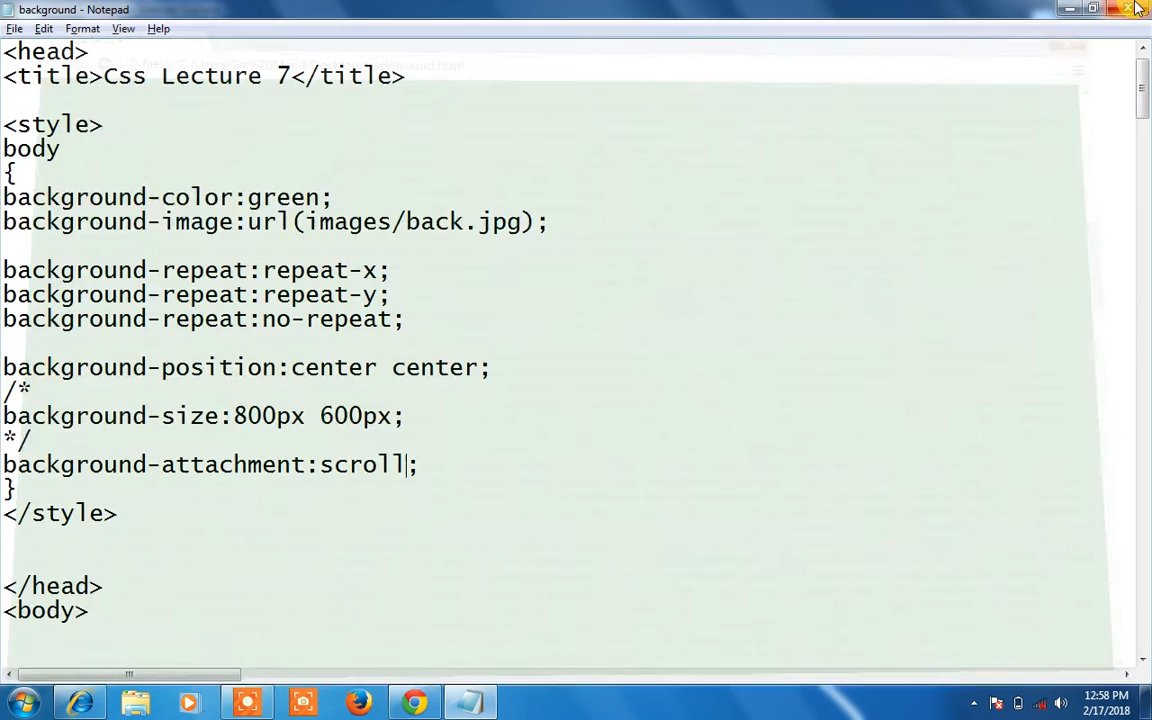 background - Notepad
File Edit Format View Help
<head>
<title>Css Lecture 7</title>
<style>
body
{
background-color:green;
background-image:url(images/back.jpg);
background-repeat:repeat-x;
background-repeat:repeat-y;
background-repeat:no-repeat;
background-position:center center;
/*
background-size:800px 600px;
*/
background-attachment:scroll;
}
</style>
</head>
<body>
12:58 PM
2/17/2018